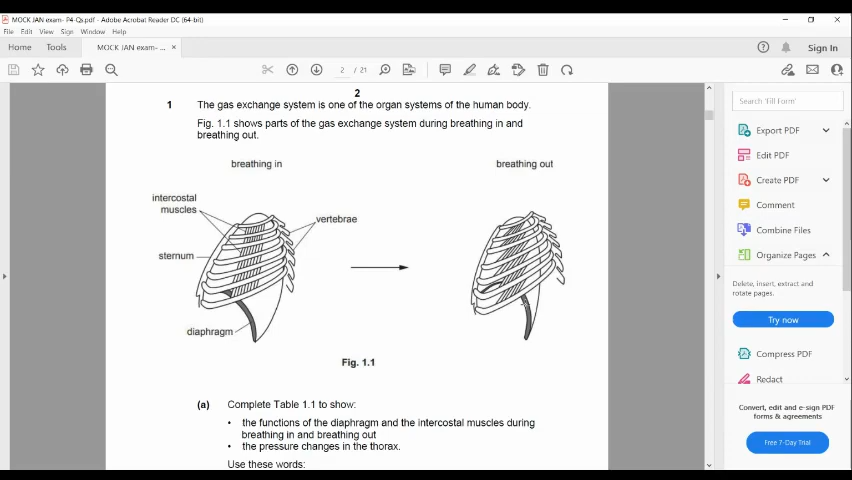 MOCK JAN exam- P4-Qs.pdf - Adobe Acrobat Reader DC (64-bit)
File Edit View Sign Window Help
Home Tools MOCK JAN exam- ... × Sign In
2 / 21
2
1 The gas exchange system is one of the organ systems of the human body.
Fig. 1.1 shows parts of the gas exchange system during breathing in and
breathing out.
breathing in breathing out
intercostal
muscles
vertebrae
sternum
diaphragm
Fig. 1.1
(a) Complete Table 1.1 to show:
• the functions of the diaphragm and the intercostal muscles during
breathing in and breathing out
• the pressure changes in the thorax.
Use these words:
Search 'Fill Form'
Export PDF
Edit PDF
Create PDF
Comment
Combine Files
Organize Pages
Delete, insert, extract and
rotate pages.
Try now
Compress PDF
Redact
Convert, edit and e-sign PDF
forms & agreements
Free 7-Day Trial